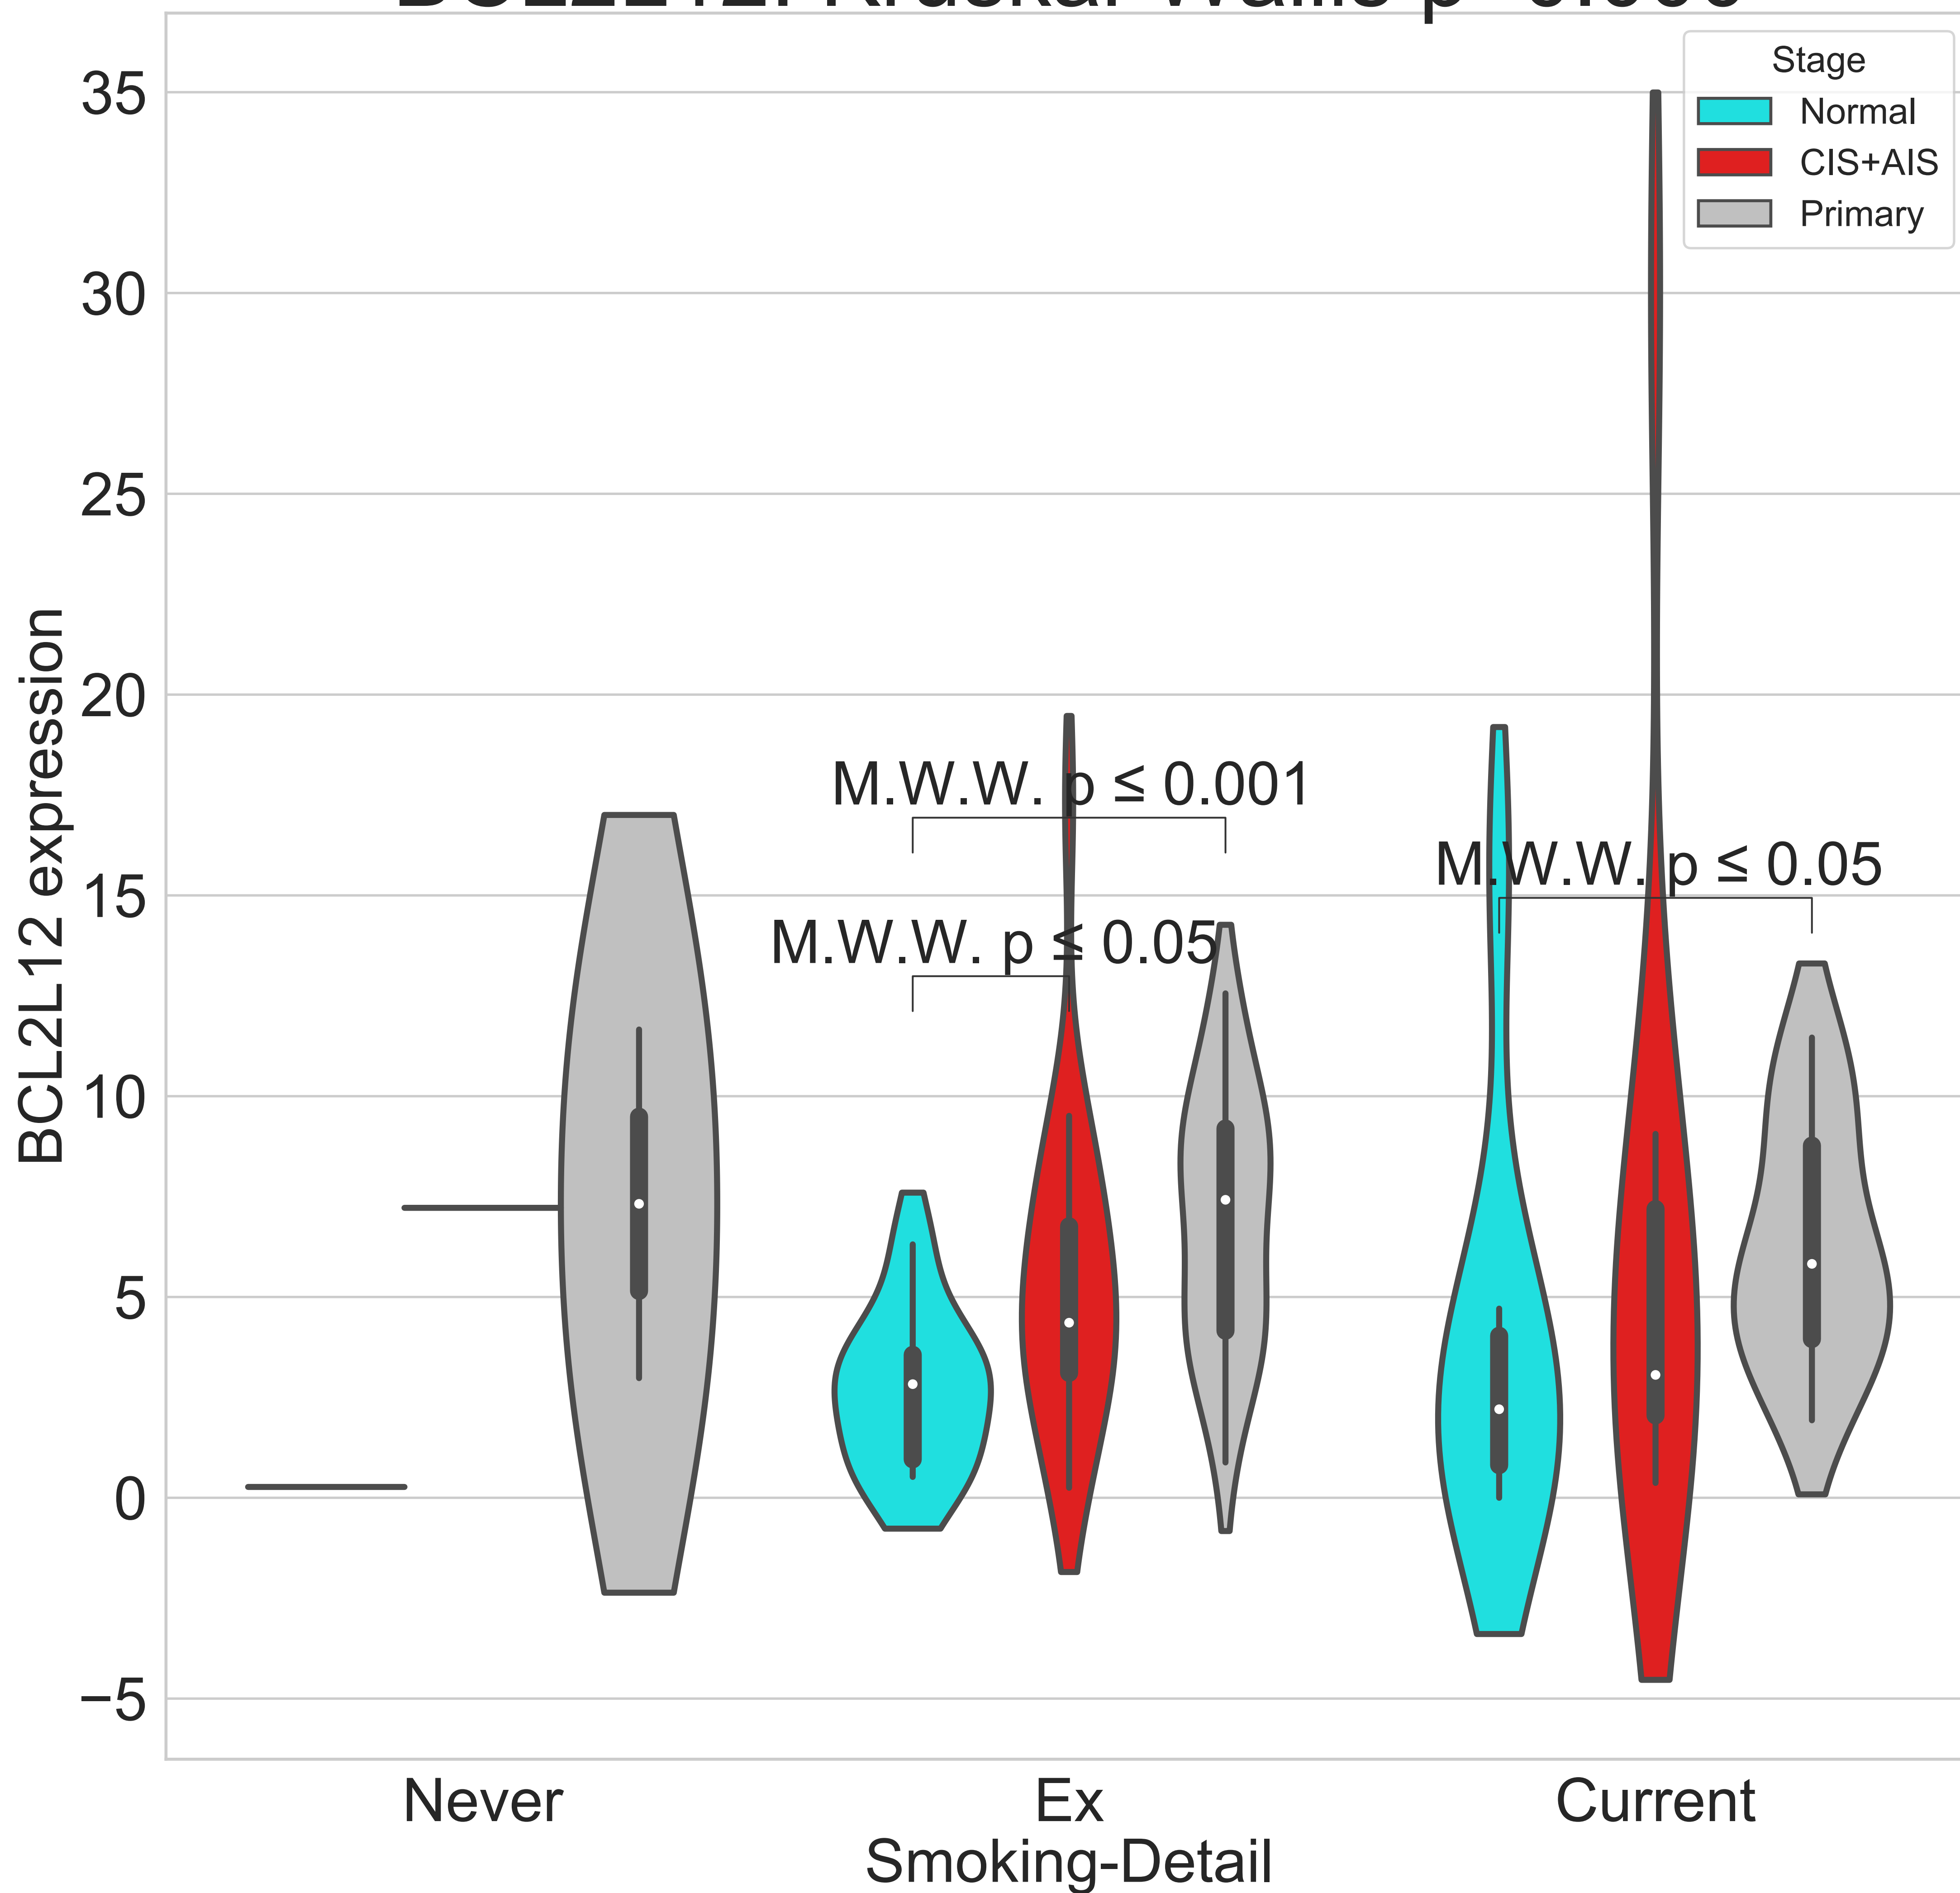 Stage
Normal
CIS+AIS
Primary
35
30
25
20
15
10
5
0
−5
BCL2L12 expression
M.W.W. p ≤ 0.001
M.W.W. p ≤ 0.05
M.W.W. p ≤ 0.05
Never
Ex
Current
Smoking-Detail